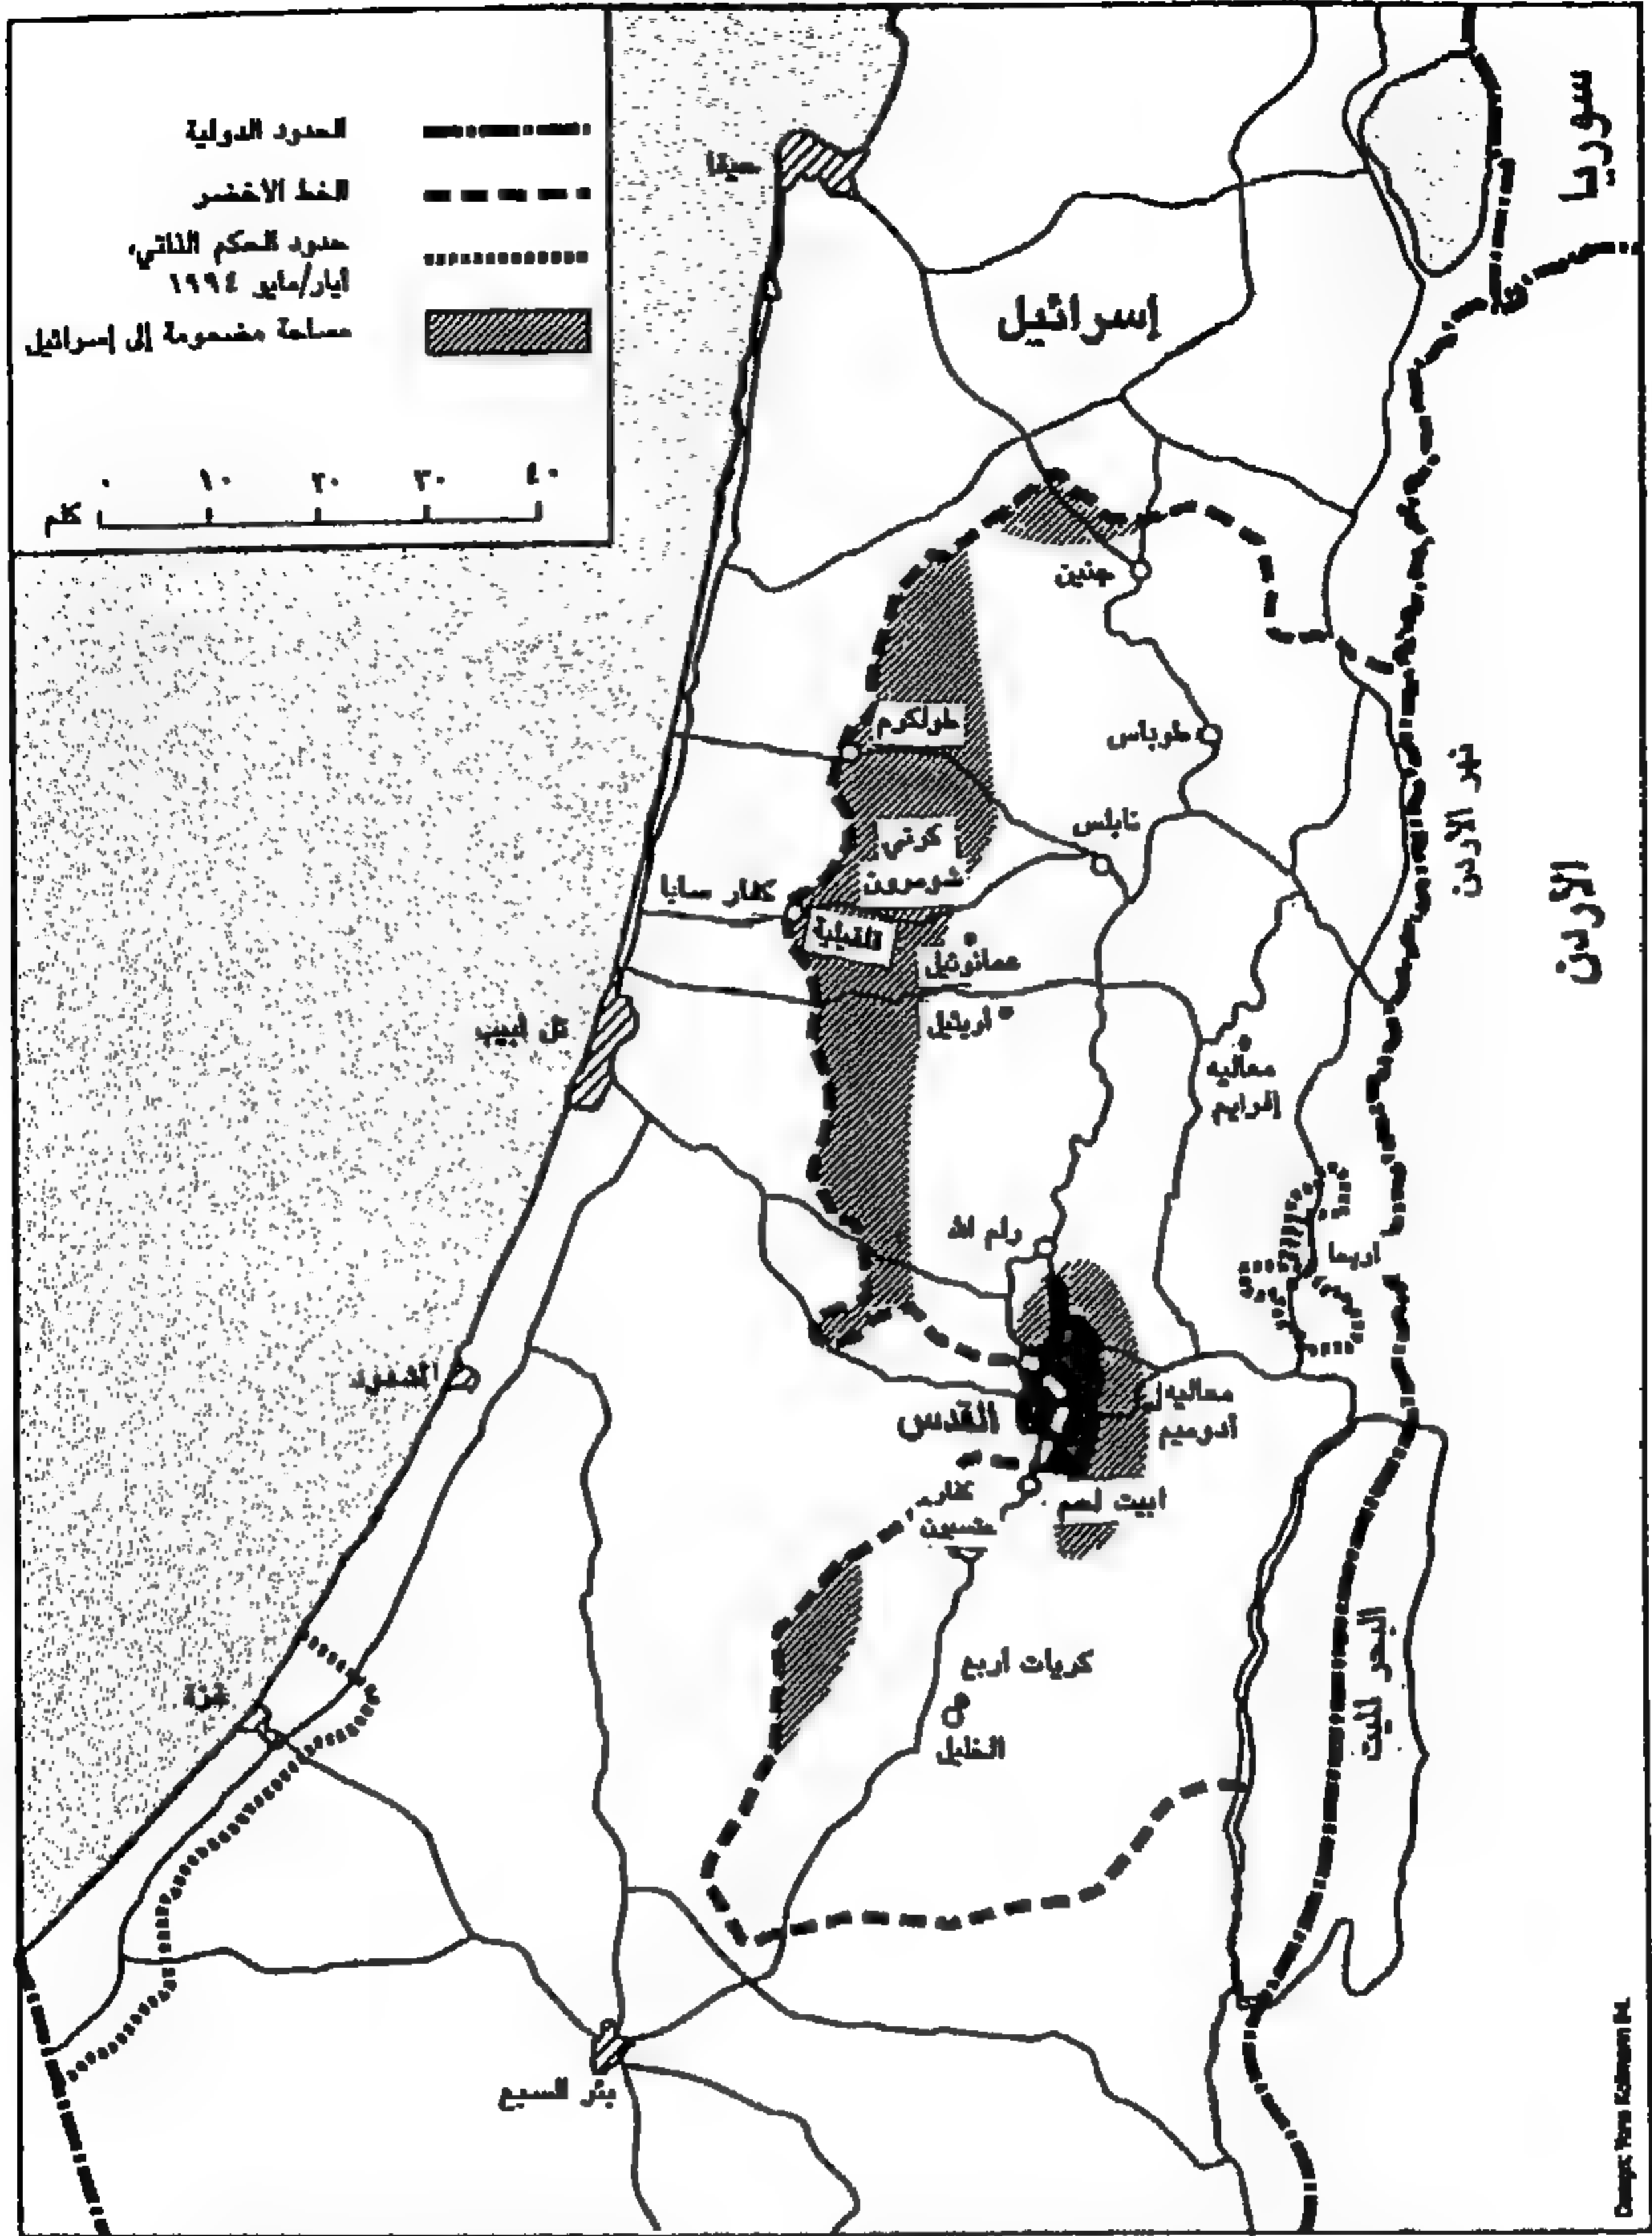 الحدود الدولية
الخط الأخضر
حدود الحكم الذاتي،
أيار/مايو ١٩٩٤
مساحة مضمومة إلى إسرائيل
٠ ١٠ ٢٠ ٣٠ ٤٠
كلم
سوريا
حيفا
إسرائيل
جنين
طولكرم
طوباس
نهر الأردن
الأردن
نابلس
كرني
شومرون
كفار سابا
قلقيلية
عمانوئيل
أريئيل
تل أبيب
معاليه
إفرايم
رام الله
اريحا
أشدود
معاليه
أدوميم
القدس
بيت لحم
كفار
عتسيون
كريات أربع
الخليل
البحر الميت
غزة
بئر السبع